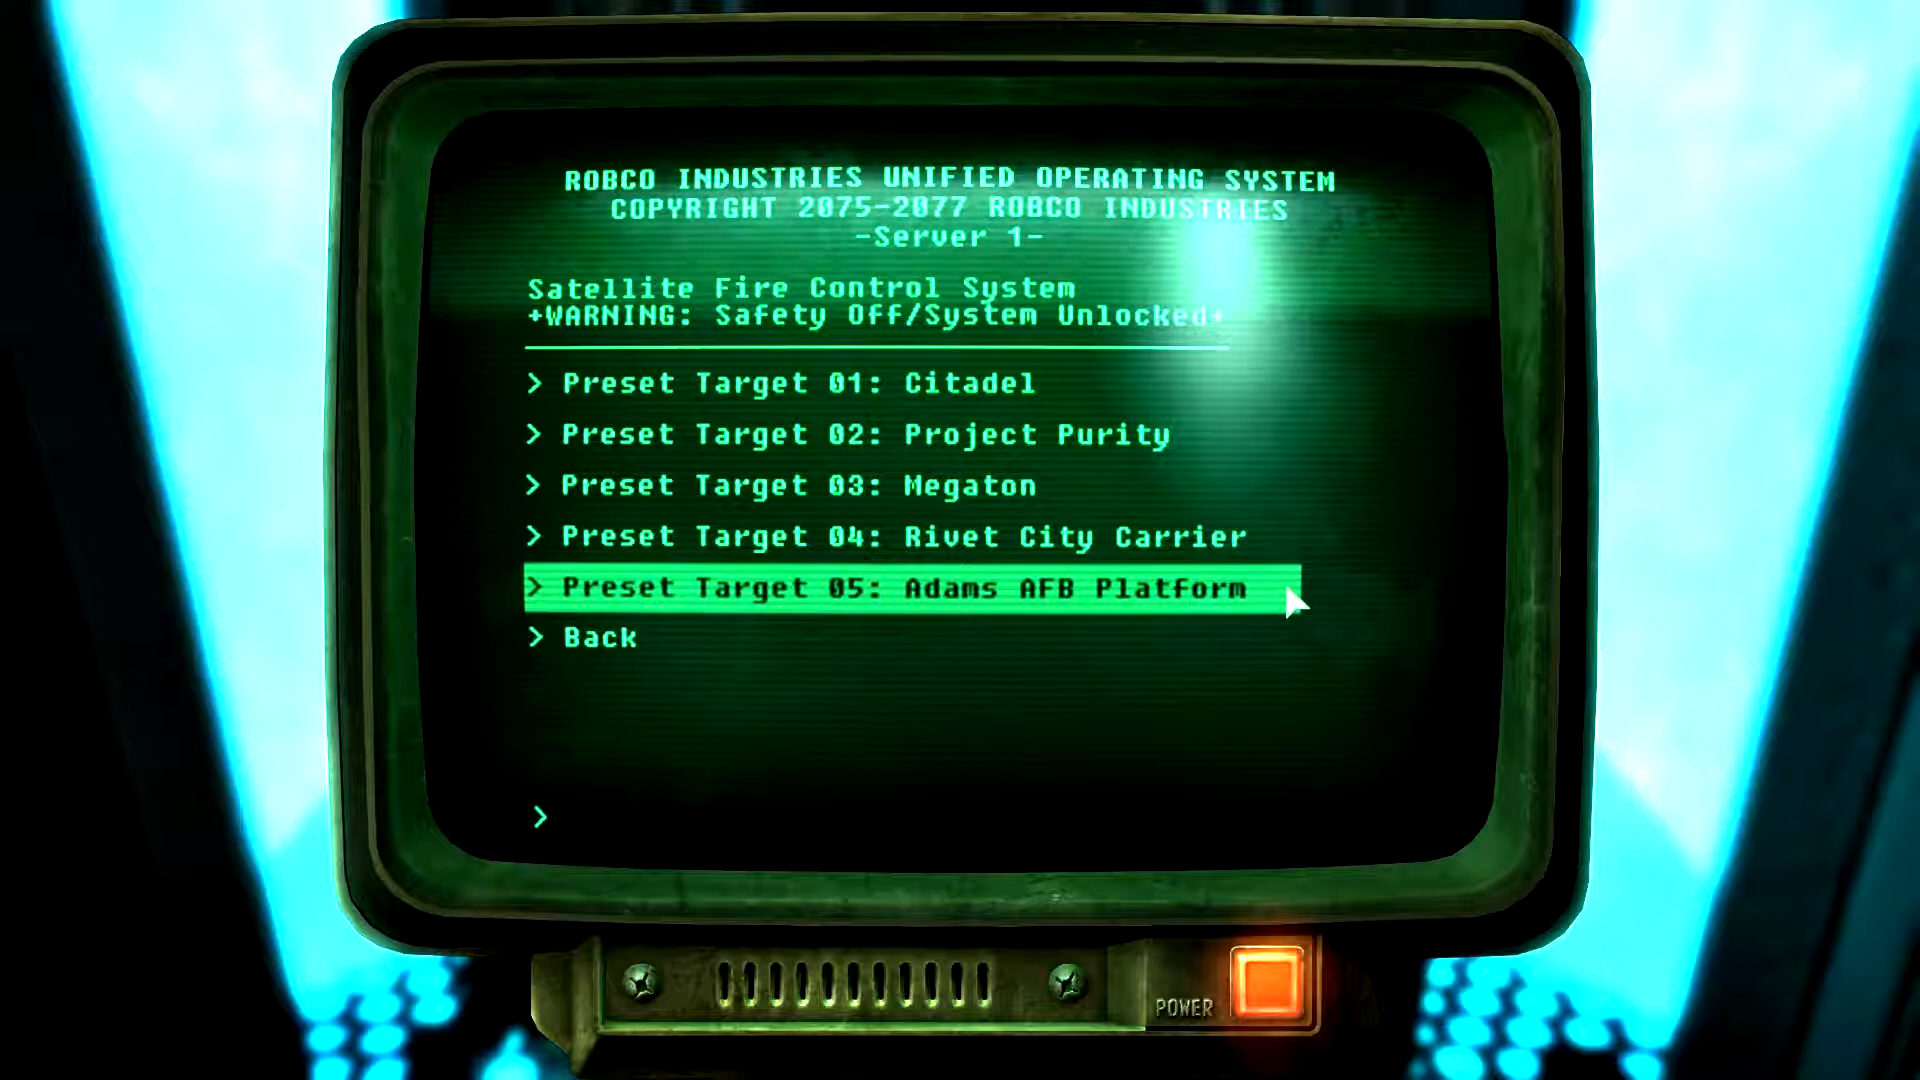 ROBCO INDUSTRIES UNIFIED OPERATING SYSTEM
COPYRIGHT 2075-2077 ROBCO INDUSTRIES
-Server 1-
Satellite Fire Control System
+WARNING: Safety Off/System Unlocked+
> Preset Target 01: Citadel
> Preset Target 02: Project Purity
> Preset Target 03: Megaton
> Preset Target 04: Rivet City Carrier
> Preset Target 05: Adams AFB Platform
> Back
>
POWER